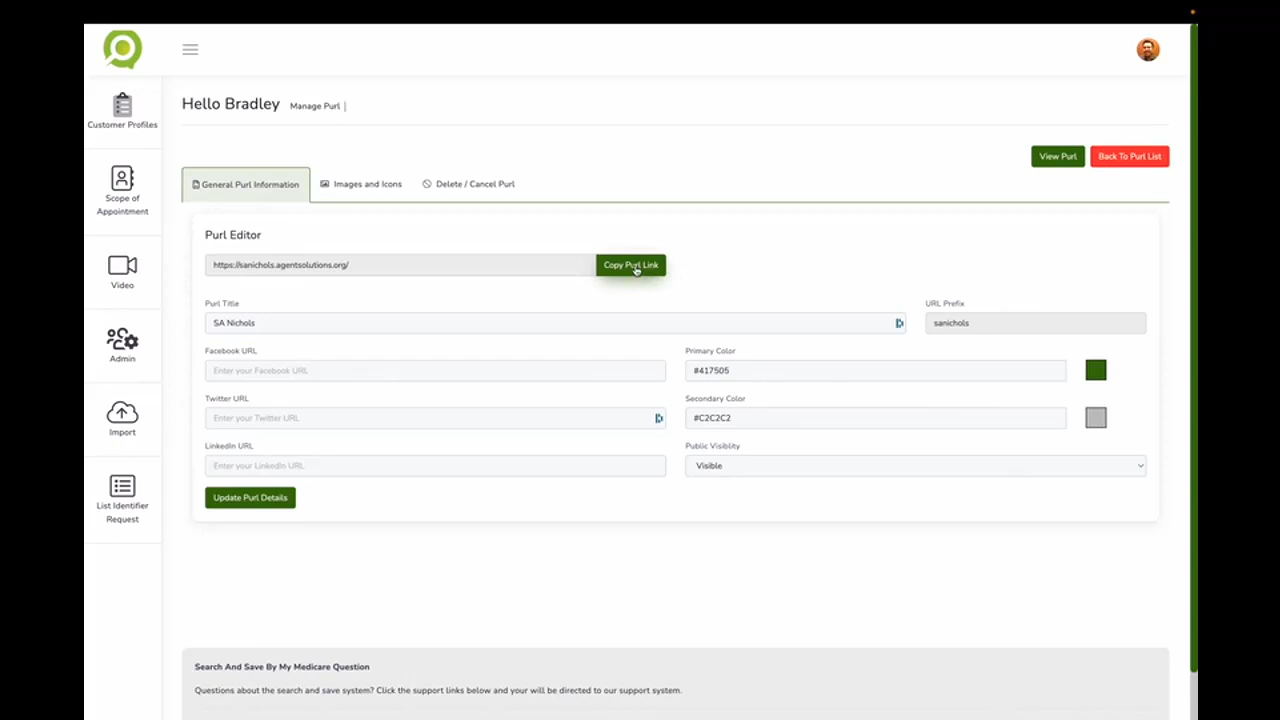 Hello Bradley Manage Purl |
Customer Profiles
View Purl Back To Purl List
General Purl Information Images and Icons Delete / Cancel Purl
Scope of
Appointment
Purl Editor
https://sanichols.agentsolutions.org/ Copy Purl Link
Video
Purl Title URL Prefix
SA Nichols sanichols
Admin
Facebook URL Primary Color
Enter your Facebook URL #417505
Twitter URL Secondary Color
Enter your Twitter URL #C2C2C2
Import
LinkedIn URL Public Visiblity
Enter your LinkedIn URL Visible
Update Purl Details
List Identifier
Request
Search And Save By My Medicare Question
Questions about the search and save system? Click the support links below and your will be directed to our support system.